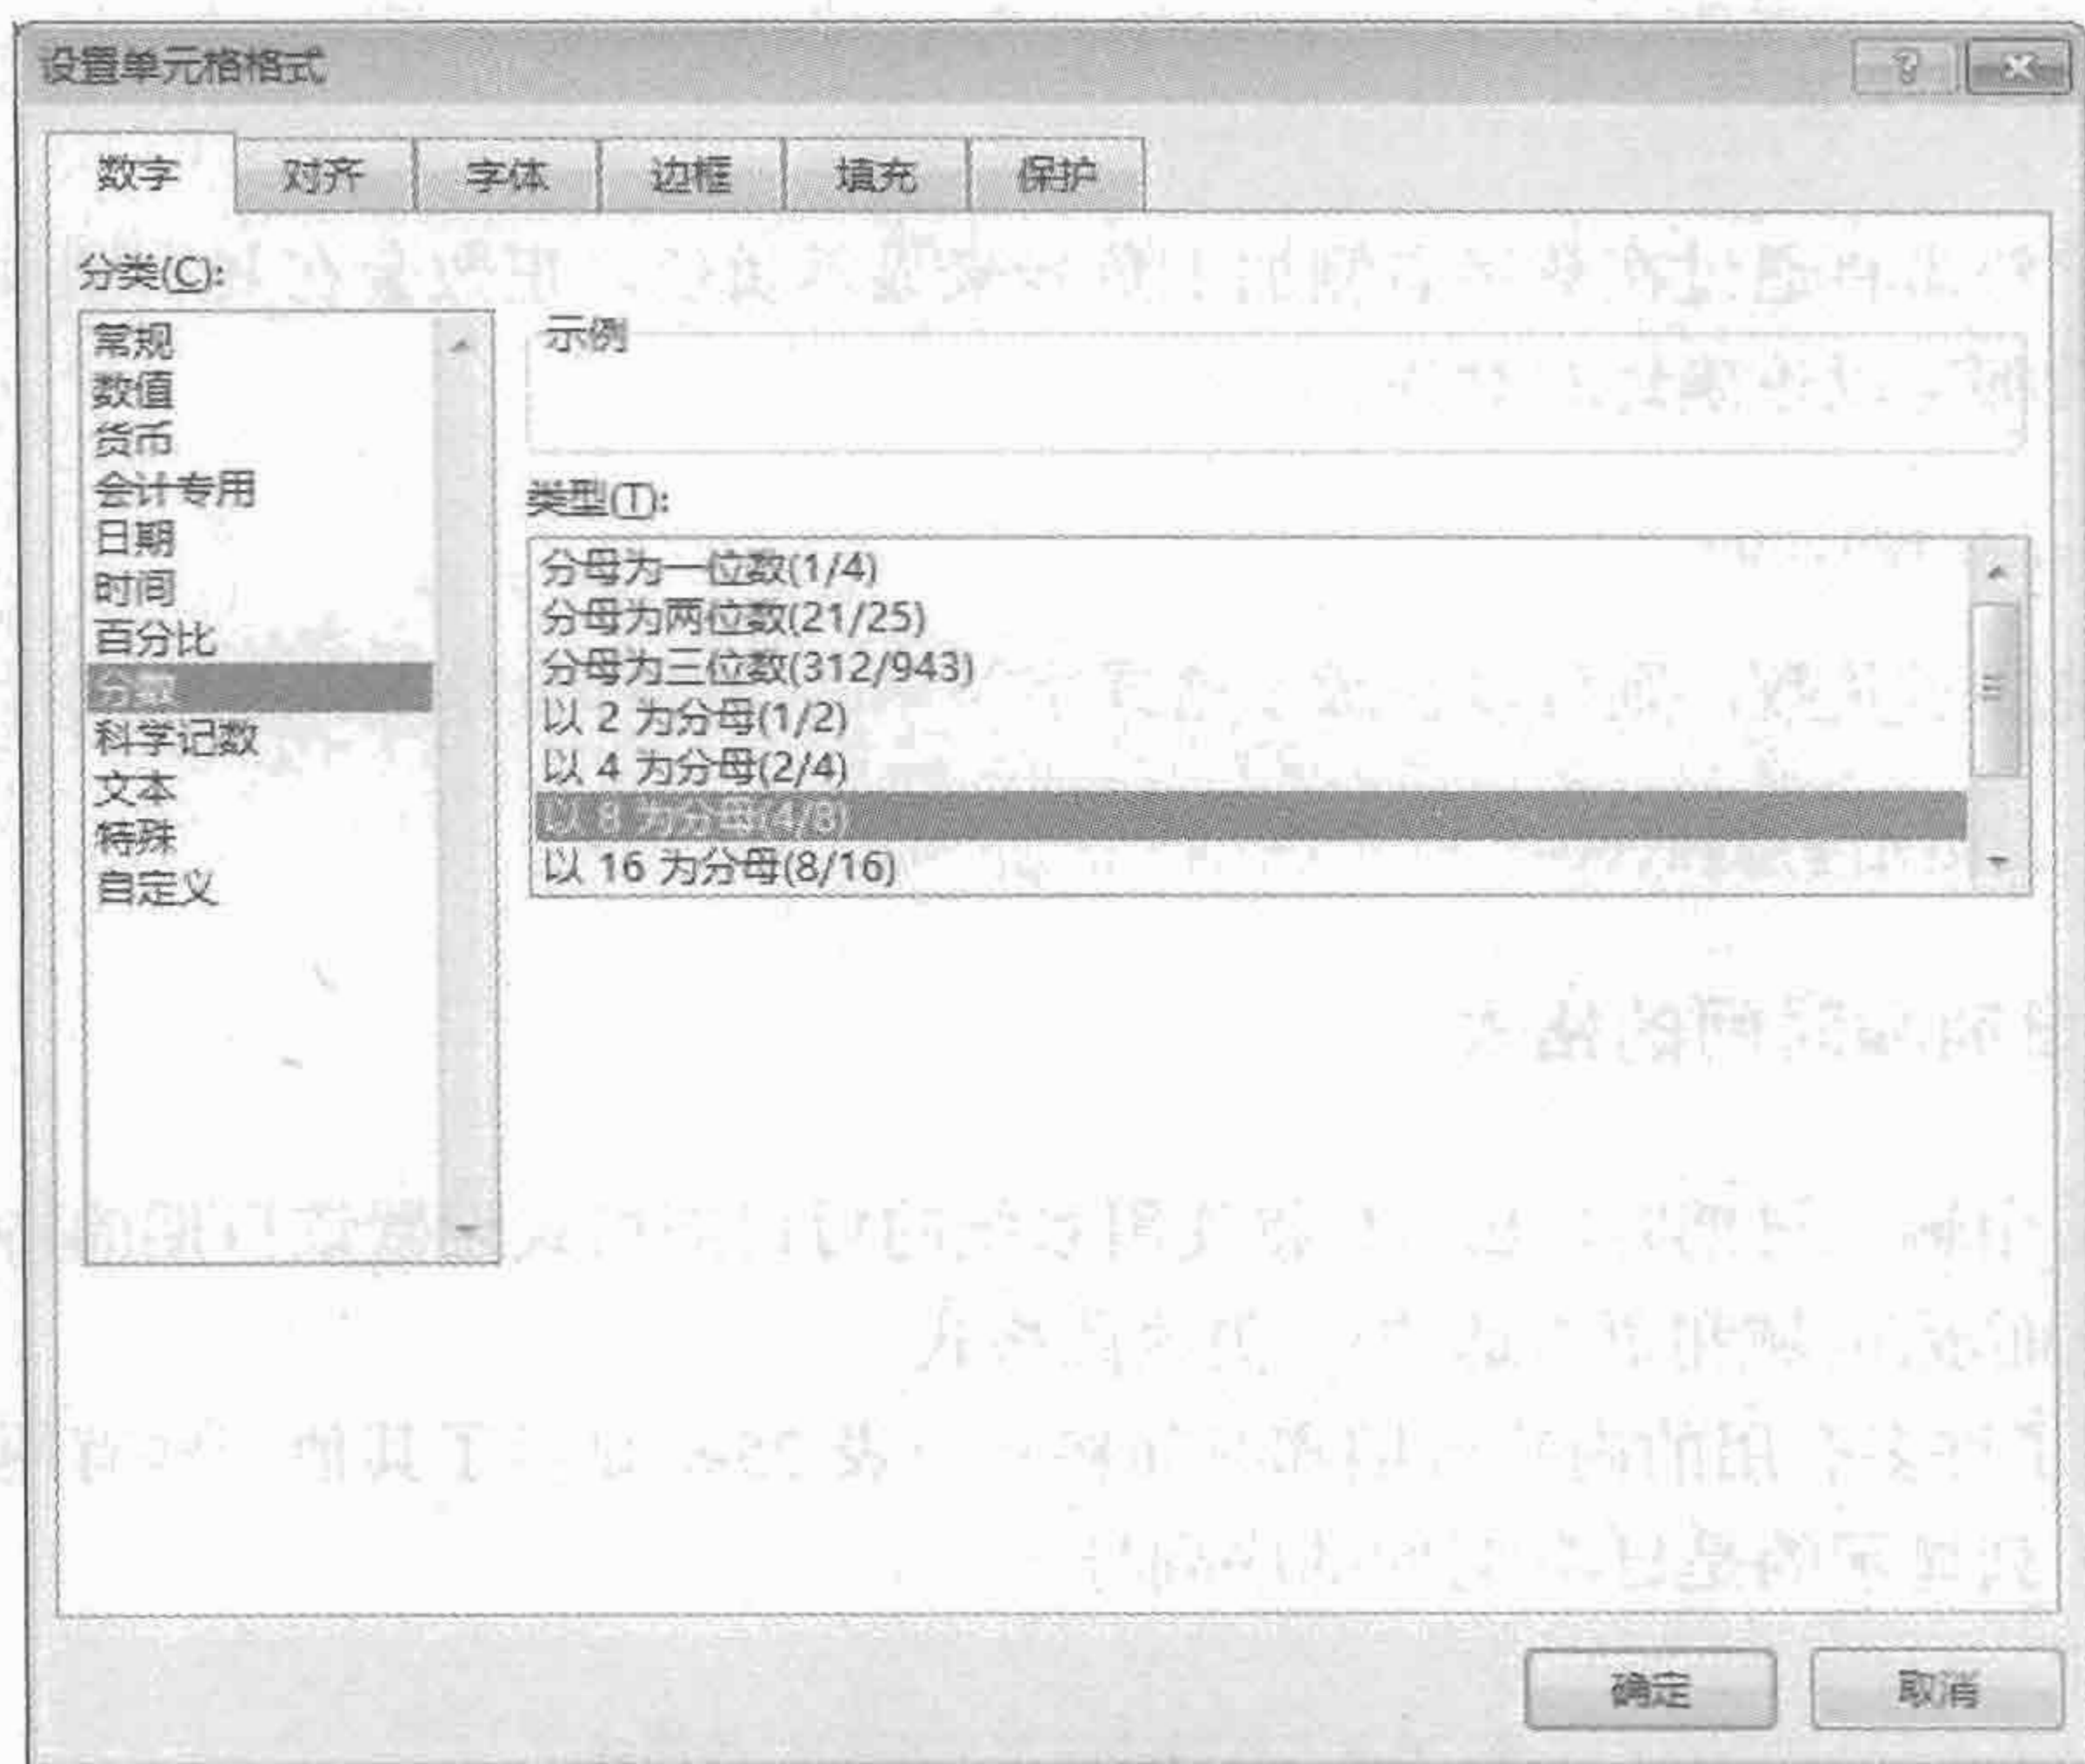 设置单元格格式
数字 对齐 字体 边框 填充 保护
分类(C):
常规
数值
货币
会计专用
日期
时间
百分比
分数
科学记数
文本
特殊
自定义
示例
类型(T):
分母为一位数(1/4)
分母为两位数(21/25)
分母为三位数(312/943)
以 2 为分母(1/2)
以 4 为分母(2/4)
以 8 为分母(4/8)
以 16 为分母(8/16)
确定 取消